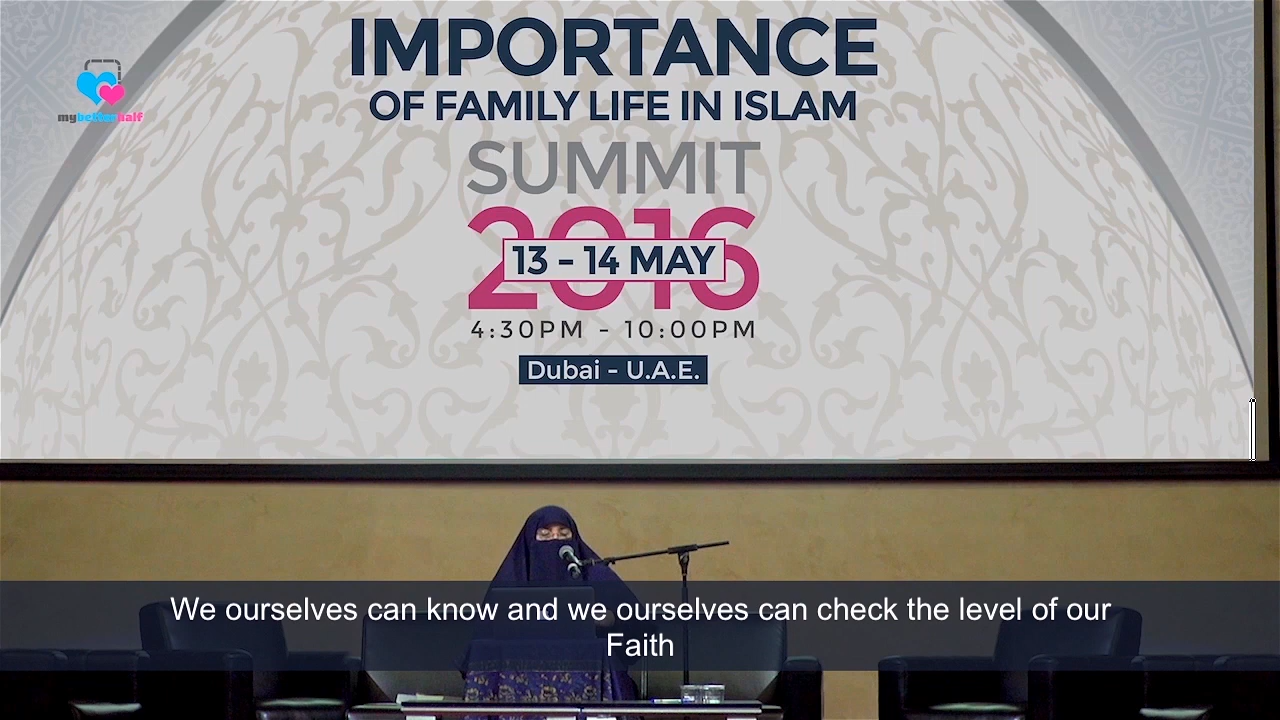 IMPORTANCE
OF FAMILY LIFE IN ISLAM
mybetterhalf
SUMMIT
2016
13 - 14 MAY
4:30PM - 10:00PM
Dubai - U.A.E.
We ourselves can know and we ourselves can check the level of our
Faith